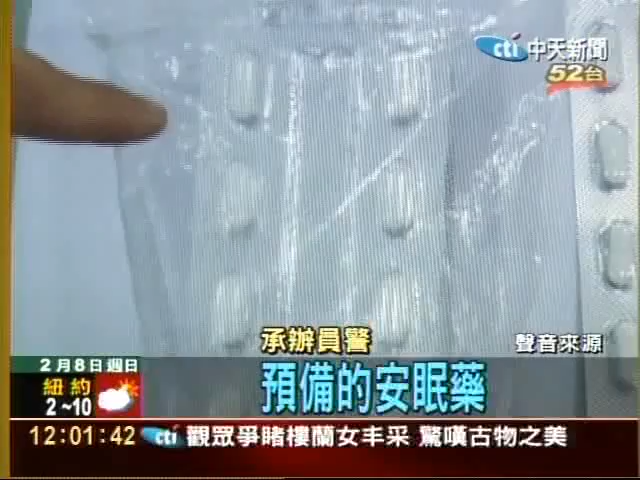 cti 中天新聞
52台
承辦員警
聲音來源
預備的安眠藥
2月8日週日
紐約
2~10
12:01:42 cti 觀眾爭賭樓蘭女丰采 驚嘆古物之美